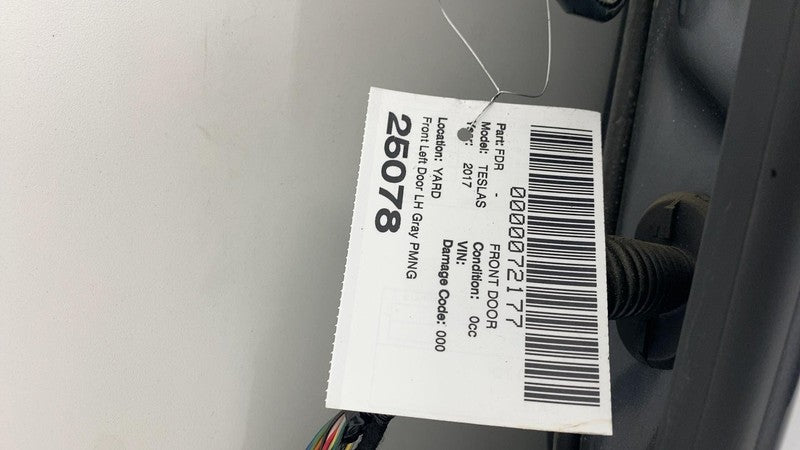 0000072177
Part: FDR - FRONT DOOR
Model: TESLAS Condition: 0cc
Year: 2017 VIN:
Location: YARD Damage Code: 000
Front Left Door LH Gray PMNG
25078